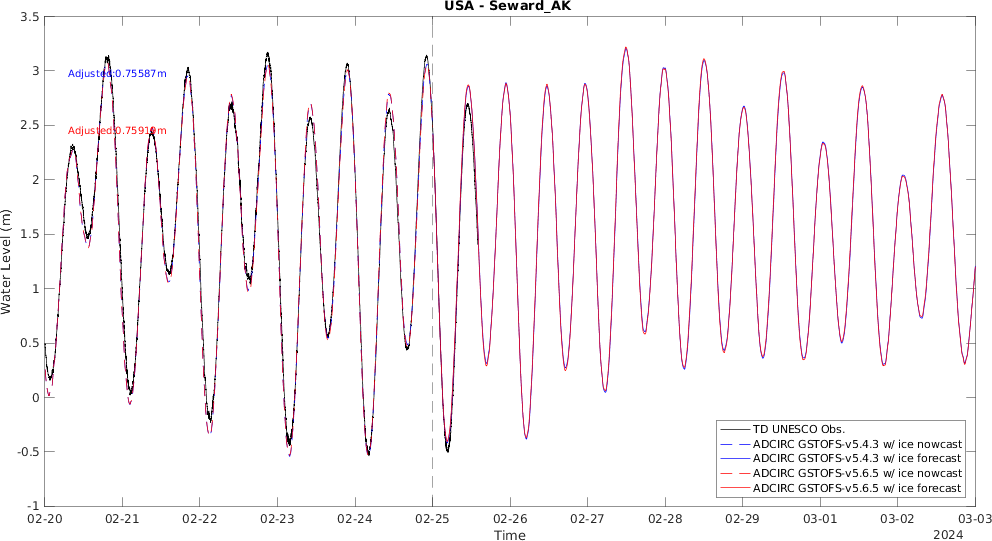 USA - Seward_AK
3.5
3
2.5
2
1.5
1
0.5
0
-0.5
-1
Water Level (m)
Adjusted:0.75587m
Adjusted:0.75919m
TD UNESCO Obs.
ADCIRC GSTOFS-v5.4.3 w/ ice nowcast
ADCIRC GSTOFS-v5.4.3 w/ ice forecast
ADCIRC GSTOFS-v5.6.5 w/ ice nowcast
ADCIRC GSTOFS-v5.6.5 w/ ice forecast
02-20 02-21 02-22 02-23 02-24 02-25 02-26 02-27 02-28 02-29 03-01 03-02 03-03
Time
2024